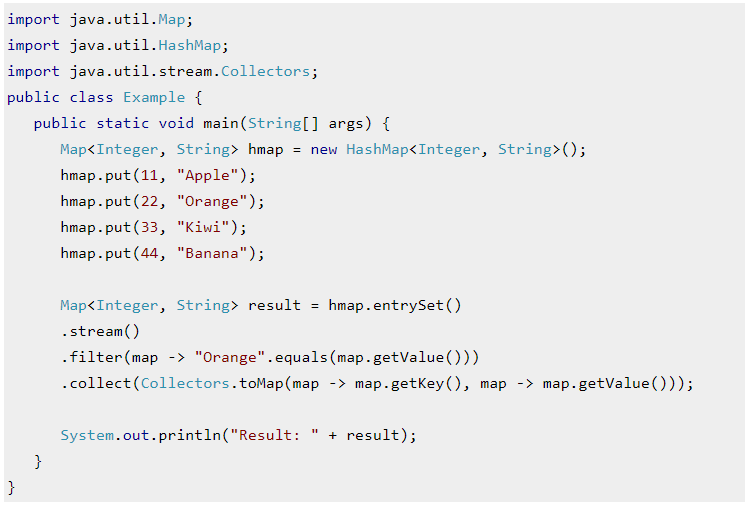 import java.util.Map;
import java.util.HashMap;
import java.util.stream.Collectors;
public class Example {
   public static void main(String[] args) {
      Map<Integer, String> hmap = new HashMap<Integer, String>();
      hmap.put(11, "Apple");
      hmap.put(22, "Orange");
      hmap.put(33, "Kiwi");
      hmap.put(44, "Banana");

      Map<Integer, String> result = hmap.entrySet()
      .stream()
      .filter(map -> "Orange".equals(map.getValue()))
      .collect(Collectors.toMap(map -> map.getKey(), map -> map.getValue()));

      System.out.println("Result: " + result);
   }
}